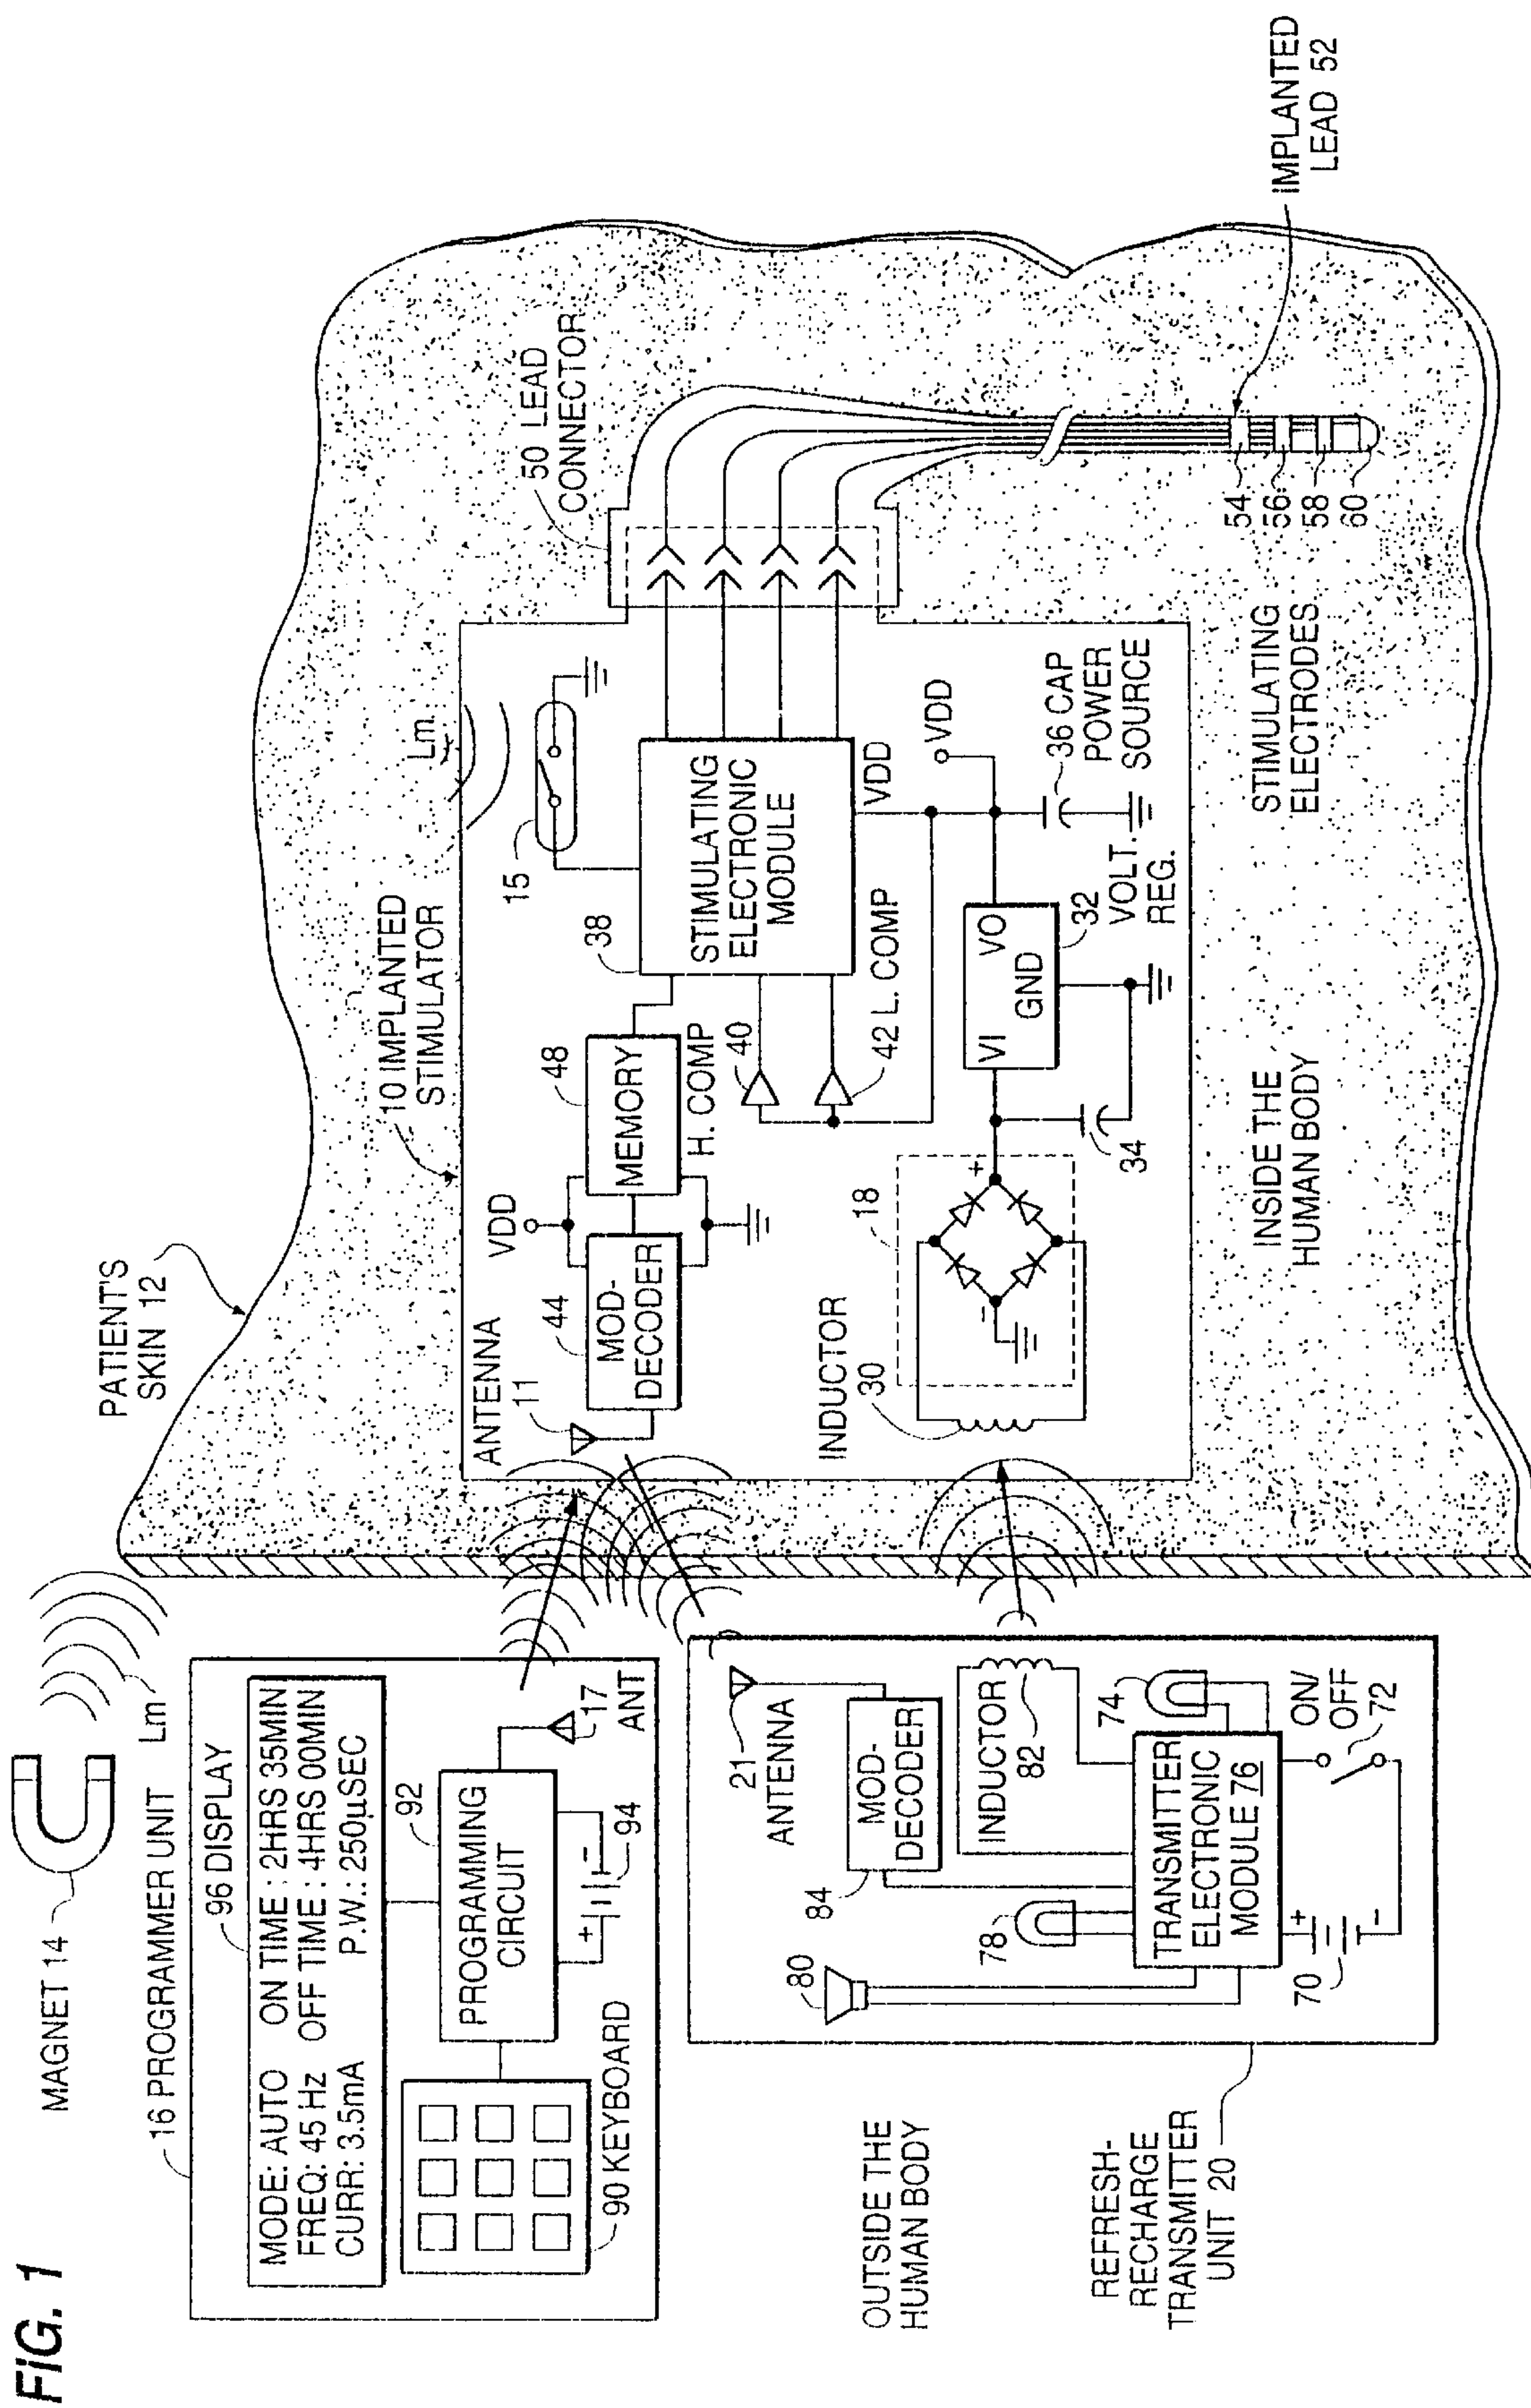 FIG. 1
MAGNET 14
Lm
16 PROGRAMMER UNIT
96 DISPLAY
MODE: AUTO ON TIME : 2HRS 35MIN
FREQ: 45 Hz OFF TIME : 4HRS 00MIN
CURR: 3.5mA P.W.: 250µSEC
92
PROGRAMMING
CIRCUIT
+
-
94
17
ANT
90 KEYBOARD
OUTSIDE THE
HUMAN BODY
REFRESH-
RECHARGE
TRANSMITTER
UNIT 20
21
ANTENNA
84
MOD-
DECODER
80
78
INDUCTOR
82
74
TRANSMITTER
ELECTRONIC
MODULE 76
ON/
OFF
72
70
+
-
PATIENT'S
SKIN 12
10 IMPLANTED
STIMULATOR
Lm
ANTENNA
11
VDD
44
MOD-
DECODER
48
MEMORY
H. COMP
40
42 L. COMP
15
38
STIMULATING
ELECTRONIC
MODULE
VDD
VDD
50 LEAD
CONNECTOR
INDUCTOR
30
18
+
-
34
VI
VO
GND
32
VOLT.
REG.
36 CAP
POWER
SOURCE
INSIDE THE
HUMAN BODY
STIMULATING
ELECTRODES
54
56
58
60
IMPLANTED
LEAD 52